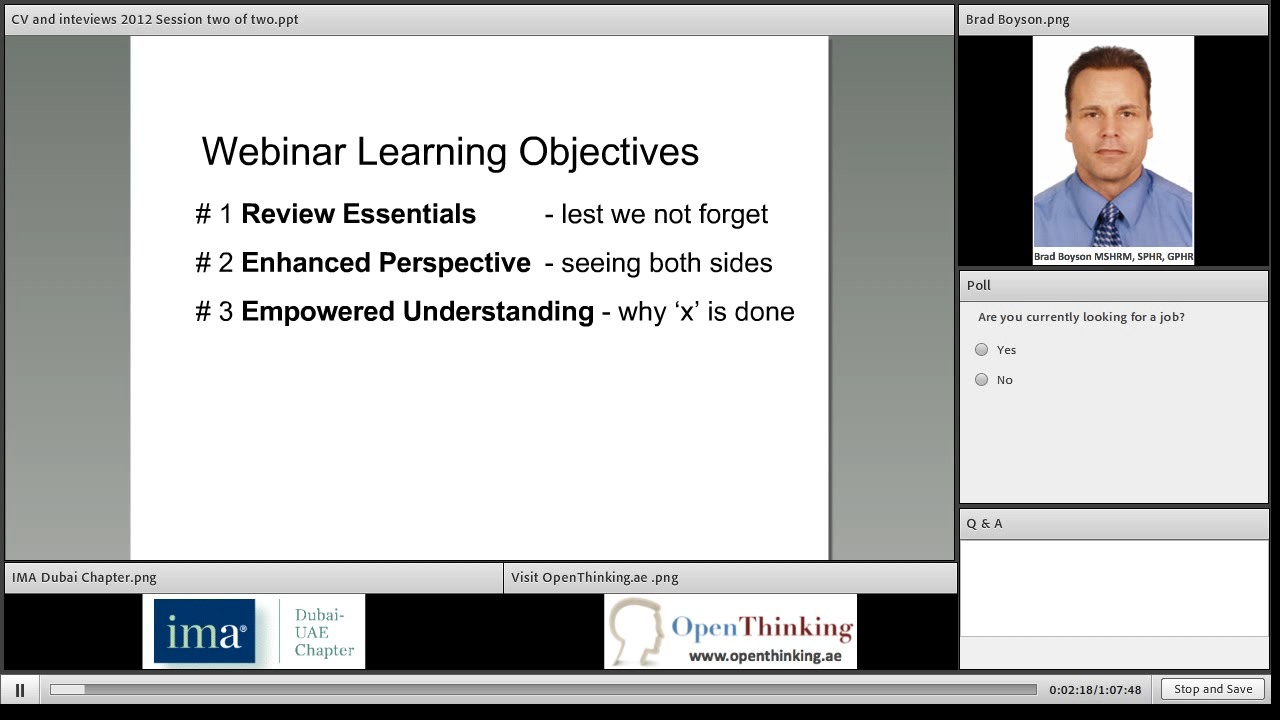 CV and inteviews 2012 Session two of two.ppt
Webinar Learning Objectives
# 1 Review Essentials - lest we not forget
# 2 Enhanced Perspective - seeing both sides
# 3 Empowered Understanding - why ‘x’ is done
Brad Boyson.png
Brad Boyson MSHRM, SPHR, GPHR
Poll
Are you currently looking for a job?
Yes
No
Q & A
IMA Dubai Chapter.png
ima®
Dubai-
UAE
Chapter
Visit OpenThinking.ae .png
OpenThinking
www.openthinking.ae
0:02:18/1:07:48
Stop and Save